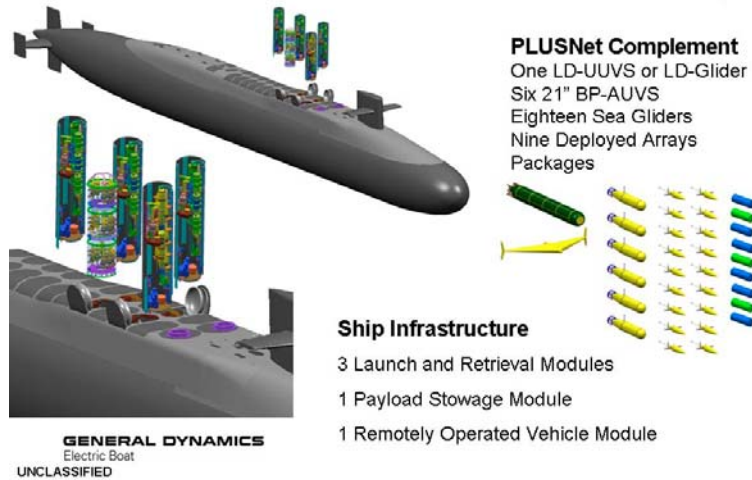 PLUSNet Complement
One LD-UUVS or LD-Glider
Six 21" BP-AUVS
Eighteen Sea Gliders
Nine Deployed Arrays
Packages
Ship Infrastructure
3 Launch and Retrieval Modules
1 Payload Stowage Module
1 Remotely Operated Vehicle Module
GENERAL DYNAMICS
Electric Boat
UNCLASSIFIED